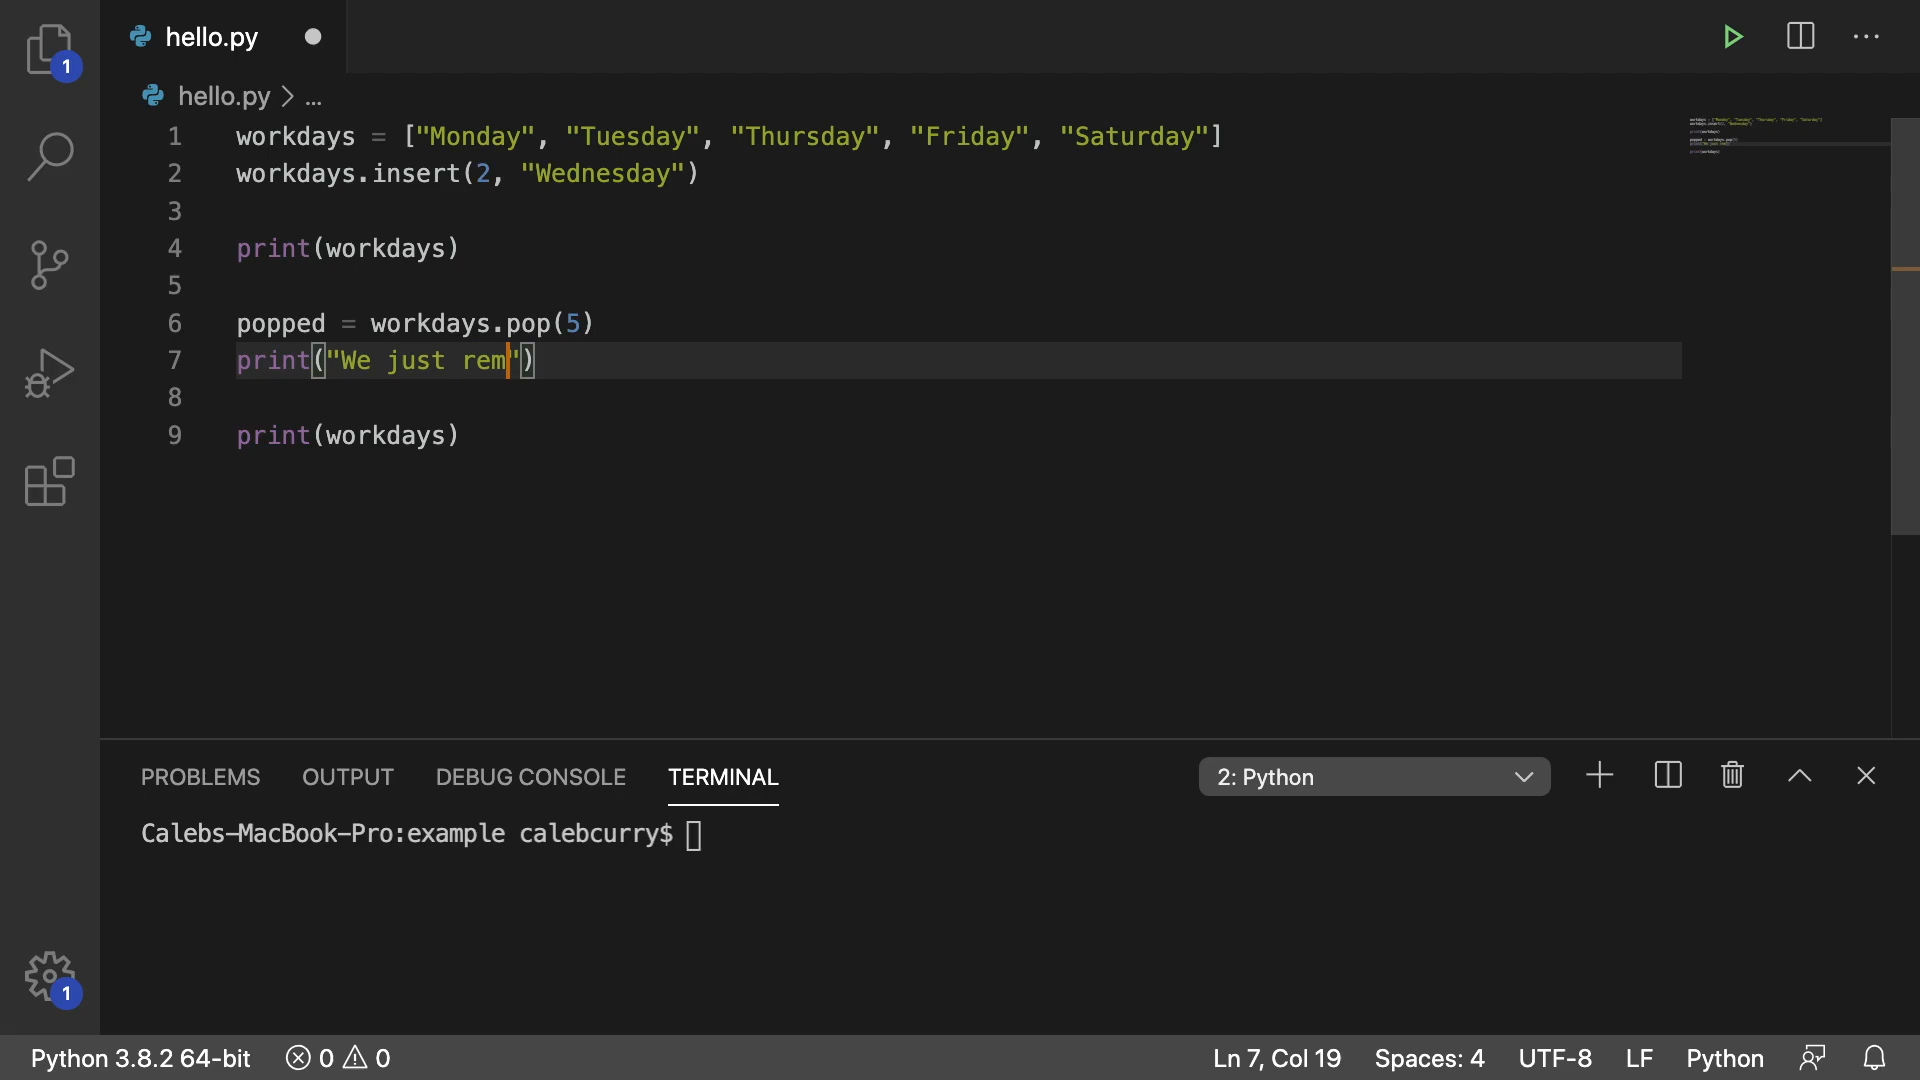 hello.py
1
hello.py > ...
1 workdays = ["Monday", "Tuesday", "Thursday", "Friday", "Saturday"]
2 workdays.insert(2, "Wednesday")
3
4 print(workdays)
5
6 popped = workdays.pop(5)
7 print("We just rem")
8
9 print(workdays)
PROBLEMS OUTPUT DEBUG CONSOLE TERMINAL 2: Python
Calebs-MacBook-Pro:example calebcurry$
1
Python 3.8.2 64-bit 0 0 Ln 7, Col 19 Spaces: 4 UTF-8 LF Python